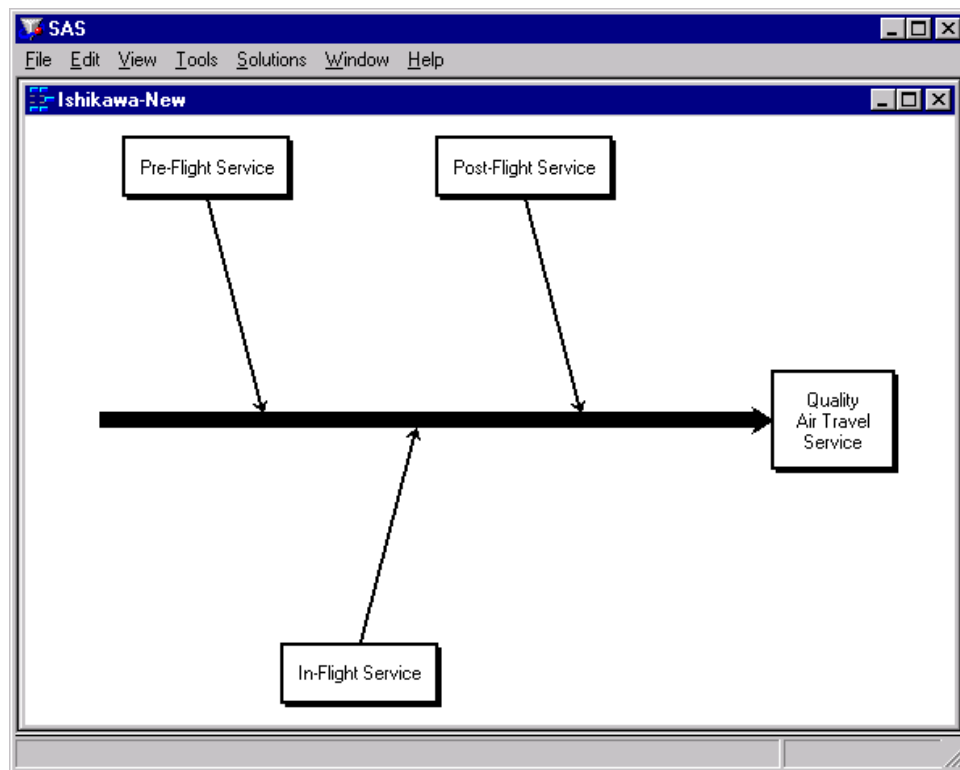 SAS
File Edit View Tools Solutions Window Help
Ishikawa-New
Pre-Flight Service
Post-Flight Service
Quality
Air Travel
Service
In-Flight Service